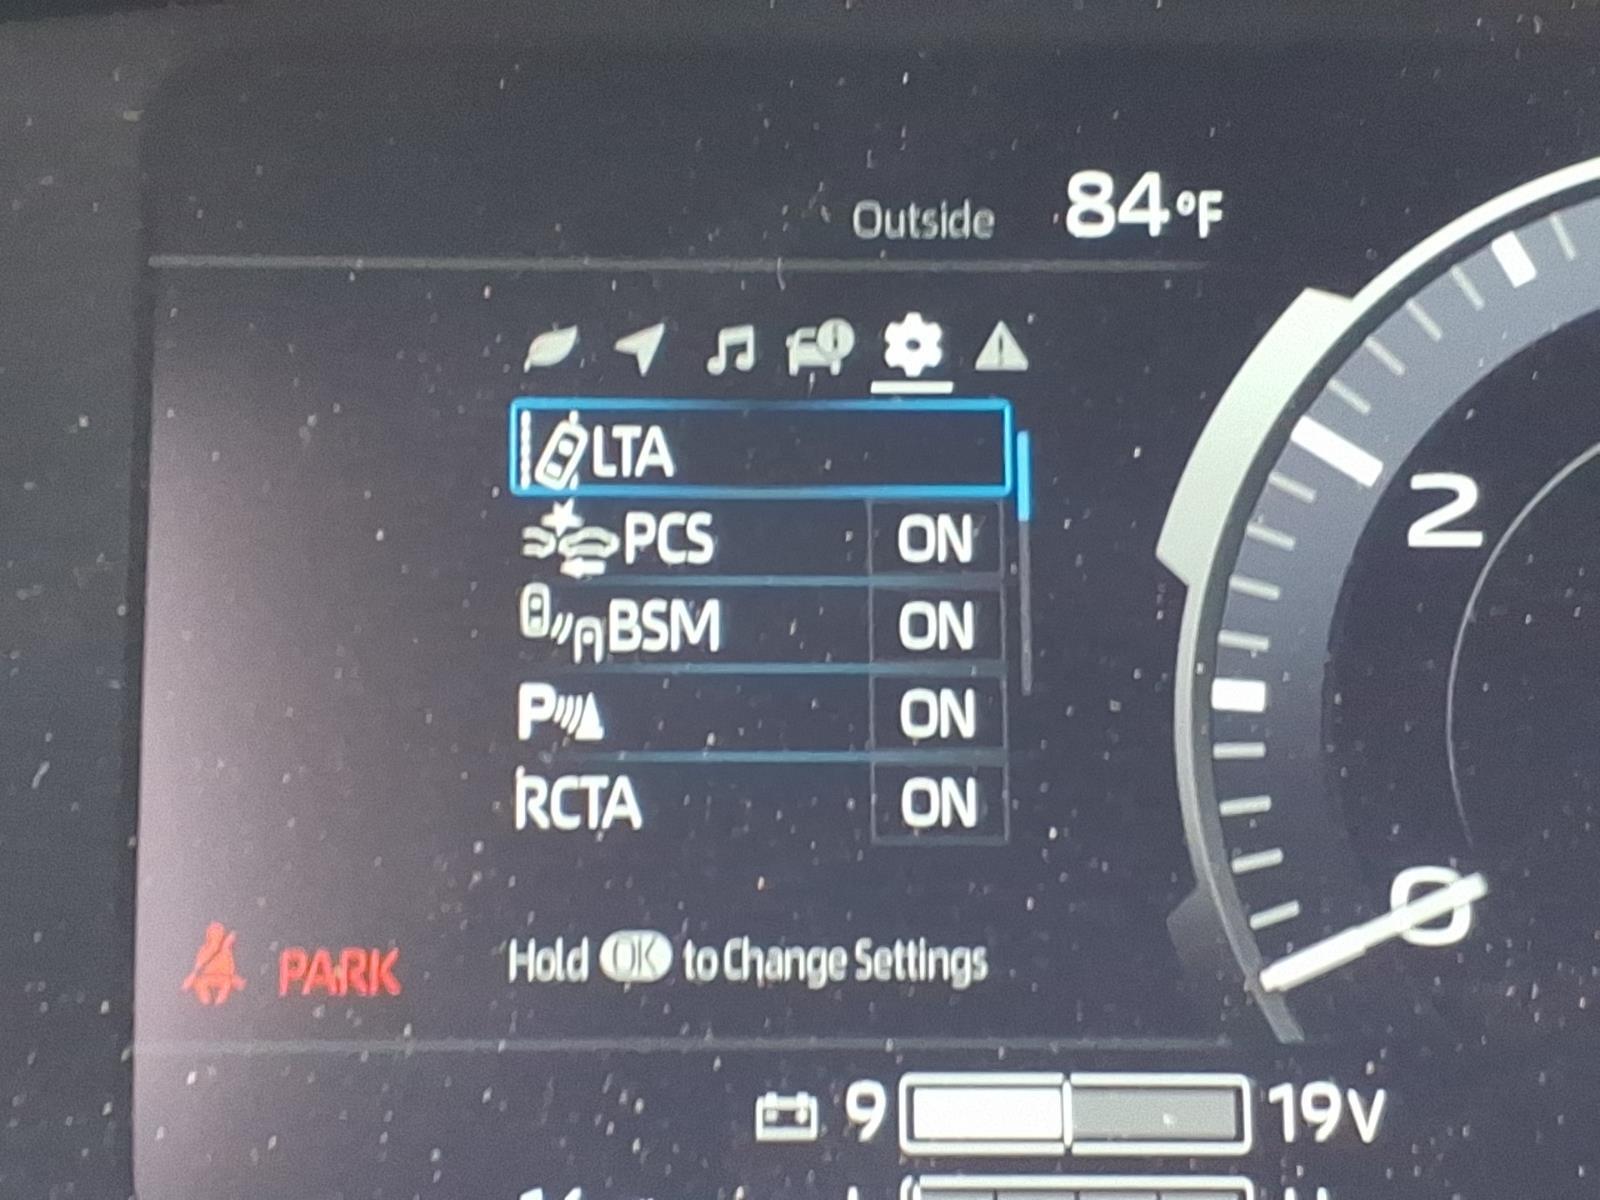 Outside 84°F
LTA
PCS ON
BSM ON
P ON
RCTA ON
2
0
Hold OK to Change Settings
PARK
9 19V